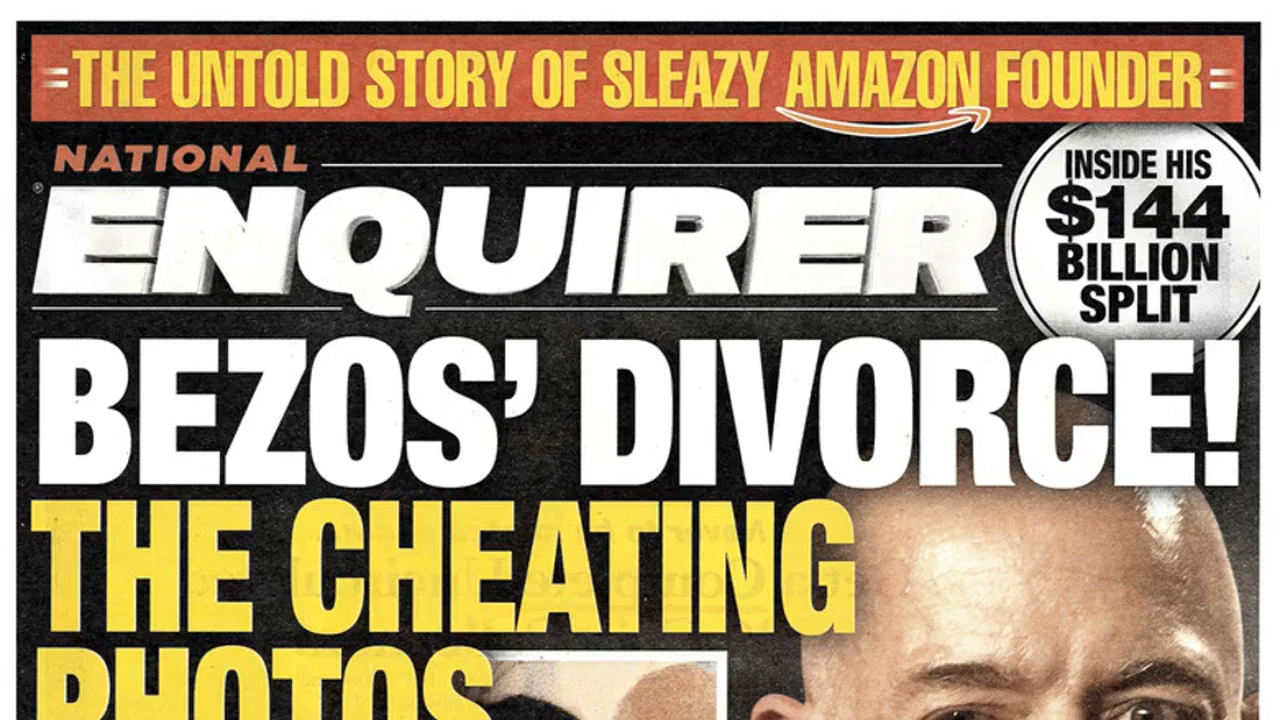 THE UNTOLD STORY OF SLEAZY AMAZON FOUNDER
NATIONAL
®
ENQUIRER
INSIDE HIS
$144
BILLION
SPLIT
BEZOS' DIVORCE!
THE CHEATING
PHOTOS